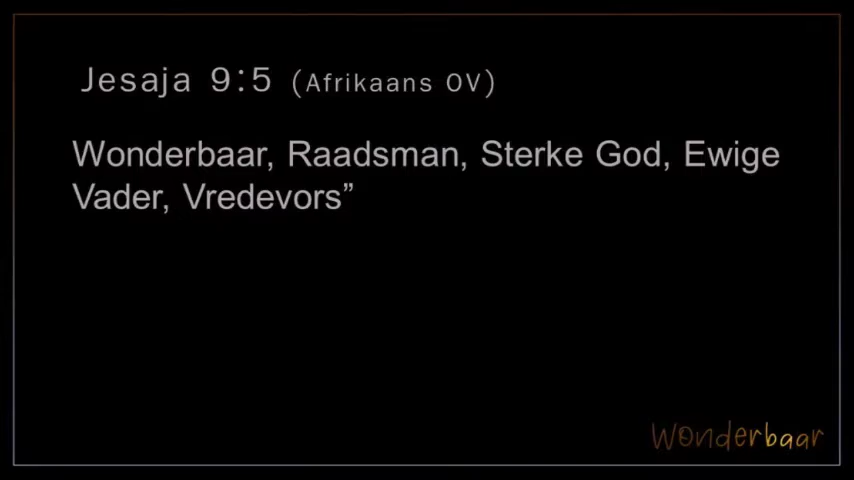 Jesaja 9:5 (Afrikaans OV)
Wonderbaar, Raadsman, Sterke God, Ewige
Vader, Vredevors”
Wonderbaar